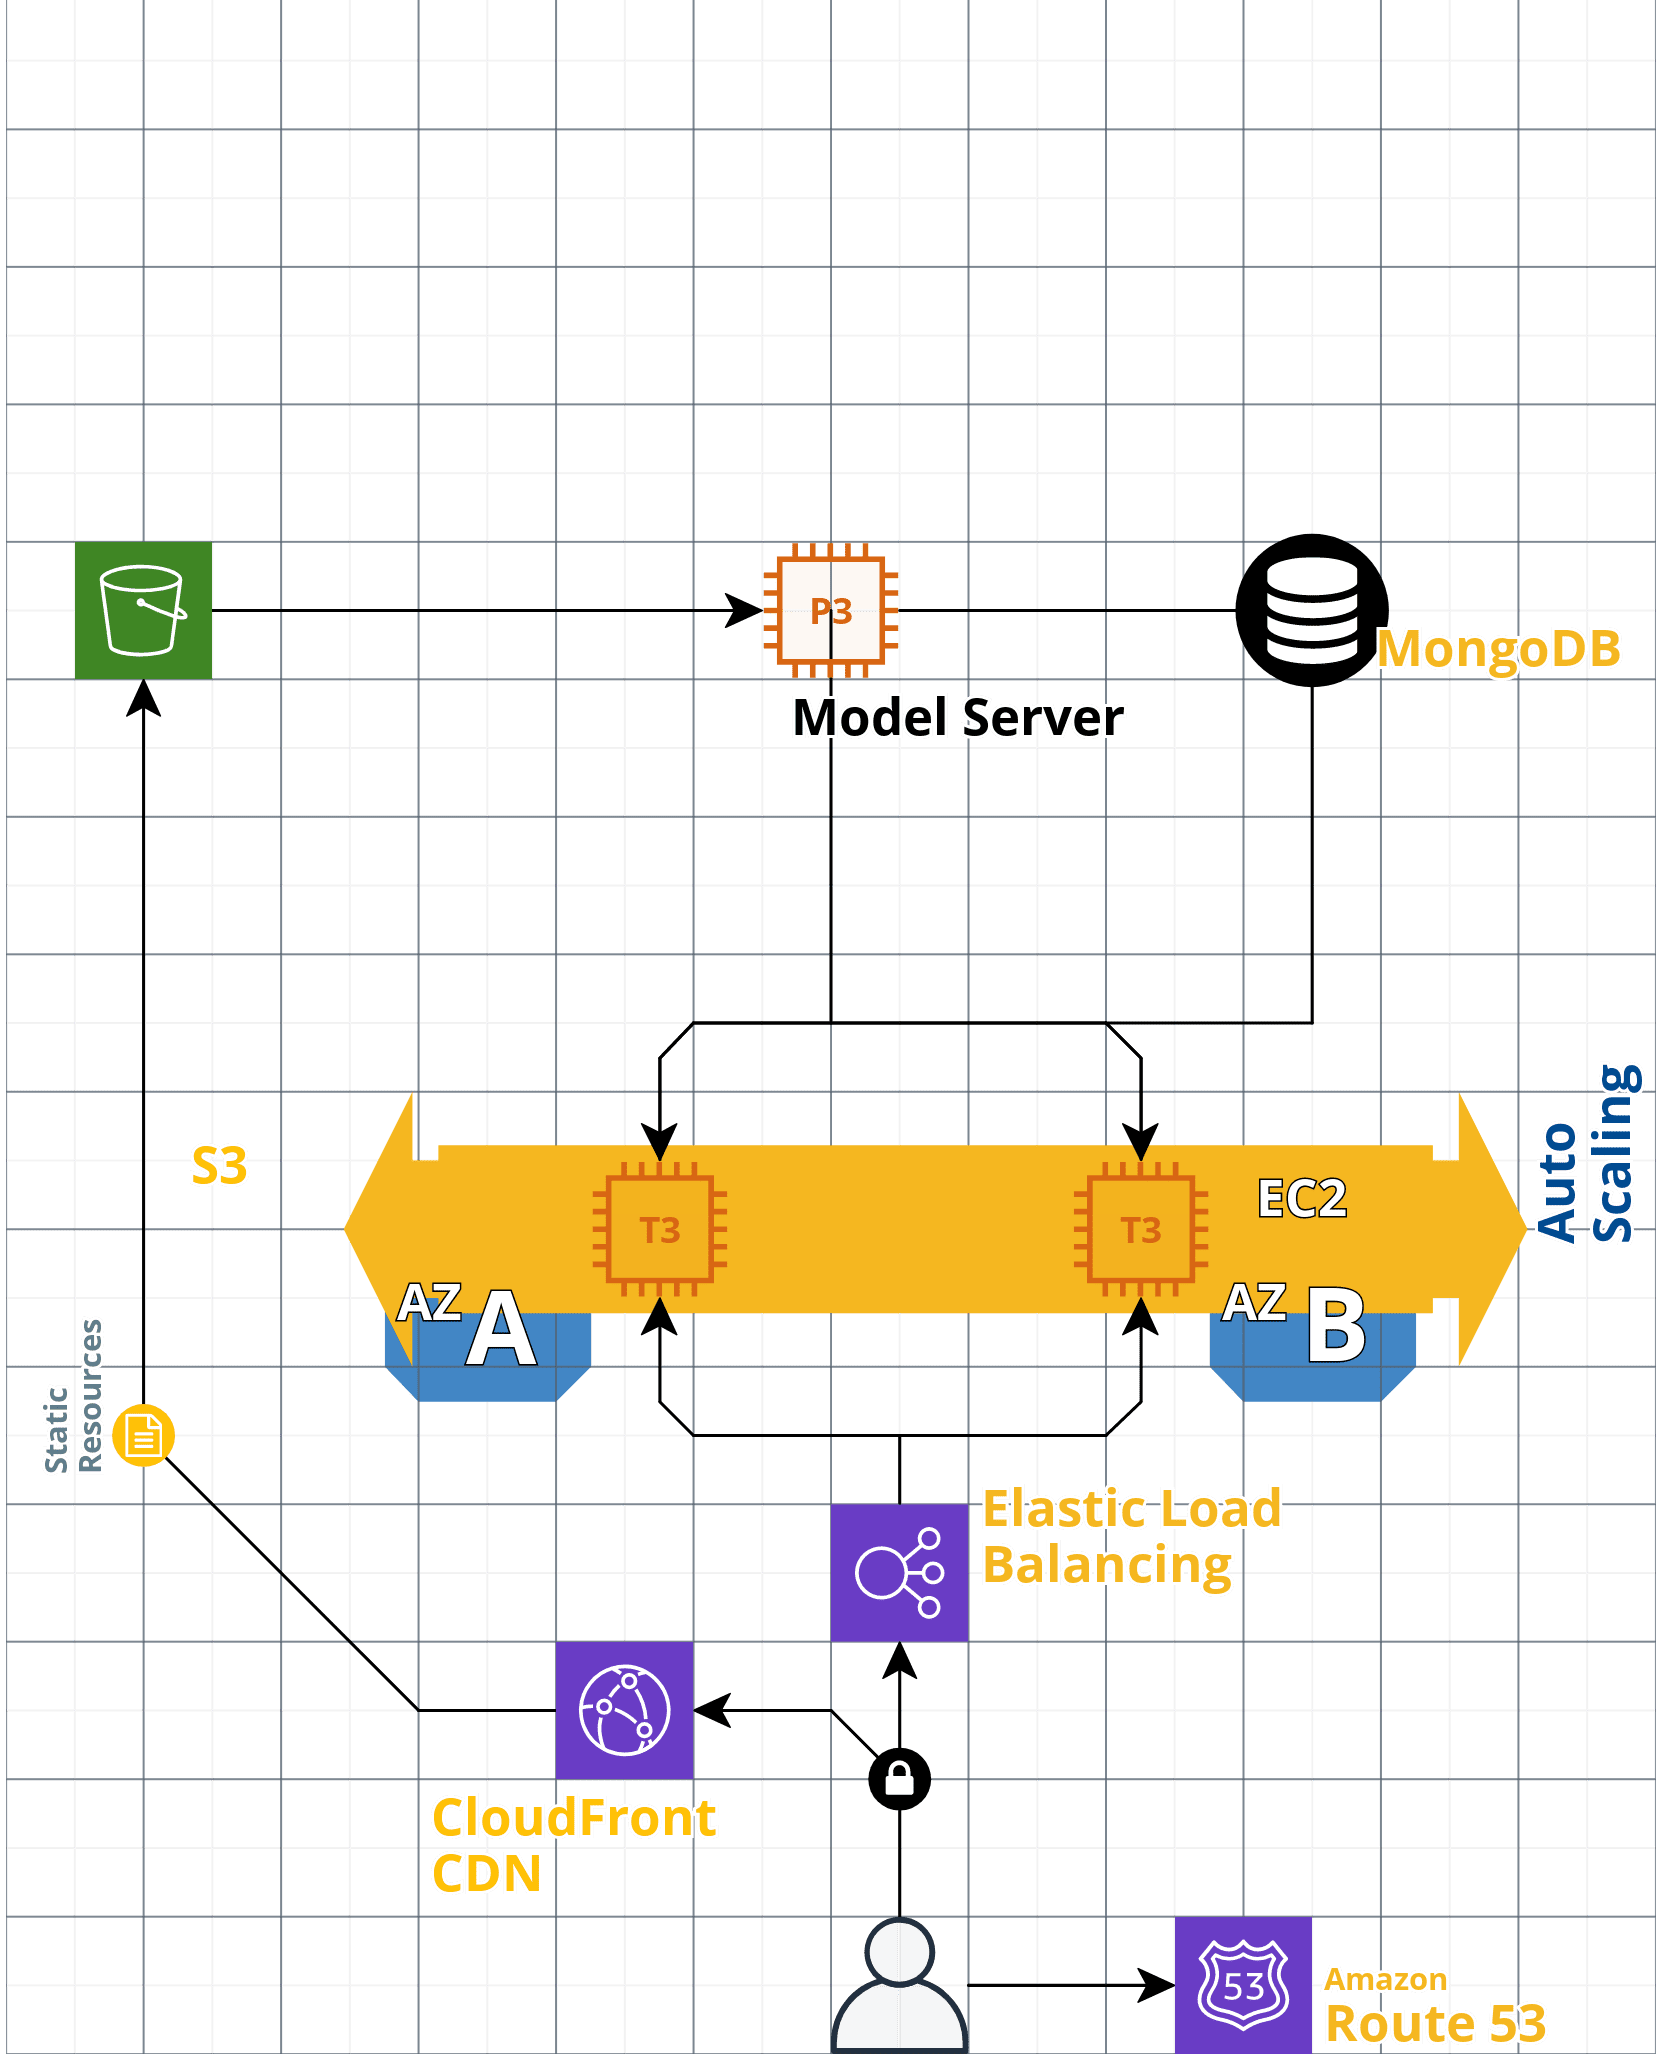 P3
MongoDB
Model Server
Auto
Scaling
S3
EC2
T3
T3
AZ
A
AZ
B
Static
Resources
Elastic Load
Balancing
CloudFront
CDN
53
Amazon
Route 53